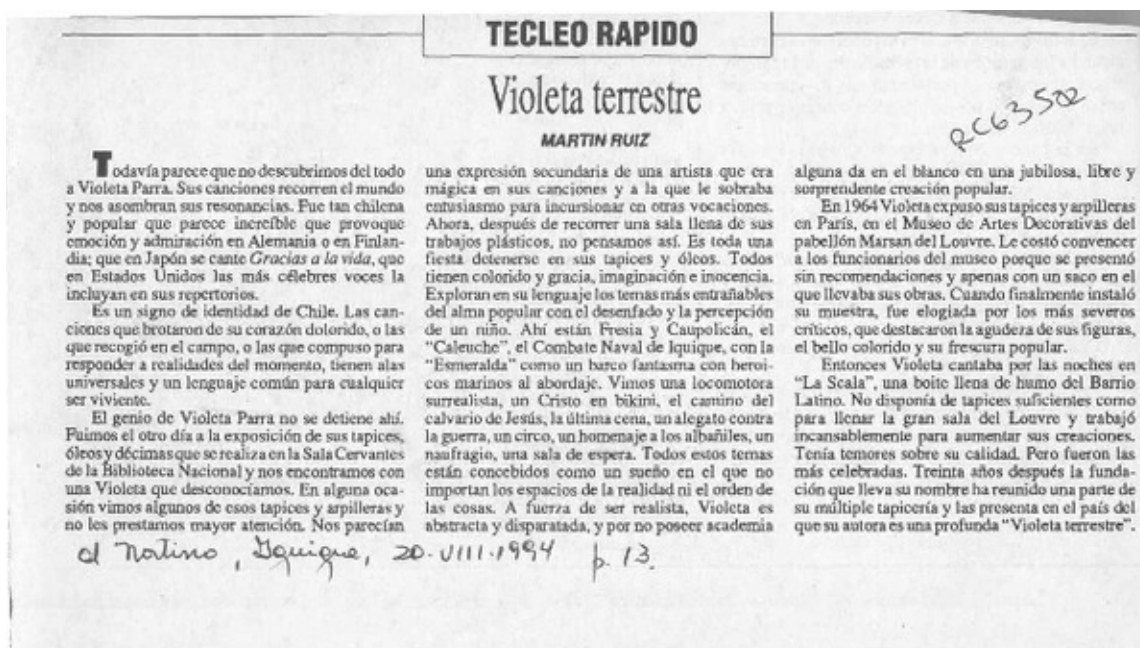 TECLEO RAPIDO
Violeta terrestre
MARTIN RUIZ
RC63502
Todavía parece que no descubrimos del todo
a Violeta Parra. Sus canciones recorren el mundo
y nos asombran sus resonancias. Fue tan chilena
y popular que parece increíble que provoque
emoción y admiración en Alemania o en Finlan-
dia; que en Japón se cante Gracias a la vida, que
en Estados Unidos las más célebres voces la
incluyan en sus repertorios.
Es un signo de identidad de Chile. Las can-
ciones que brotaron de su corazón dolorido, o las
que recogió en el campo, o las que compuso para
responder a realidades del momento, tienen alas
universales y un lenguaje común para cualquier
ser viviente.
El genio de Violeta Parra no se detiene ahí.
Fuimos el otro día a la exposición de sus tapices,
óleos y décimas que se realiza en la Sala Cervantes
de la Biblioteca Nacional y nos encontramos con
una Violeta que desconocíamos. En alguna oca-
sión vimos algunos de esos tapices y arpilleras y
no les prestamos mayor atención. Nos parecían
una expresión secundaria de una artista que era
mágica en sus canciones y a la que le sobraba
entusiasmo para incursionar en otras vocaciones.
Ahora, después de recorrer una sala llena de sus
trabajos plásticos, no pensamos así. Es toda una
fiesta detenerse en sus tapices y óleos. Todos
tienen colorido y gracia, imaginación e inocencia.
Exploran en su lenguaje los temas más entrañables
del alma popular con el desenfado y la percepción
de un niño. Ahí están Fresia y Caupolicán, el
"Caleuche", el Combate Naval de Iquique, con la
"Esmeralda" como un barco fantasma con heroi-
cos marinos al abordaje. Vimos una locomotora
surrealista, un Cristo en bikini, el camino del
calvario de Jesús, la última cena, un alegato contra
la guerra, un circo, un homenaje a los albañiles, un
naufragio, una sala de espera. Todos estos temas
están concebidos como un sueño en el que no
importan los espacios de la realidad ni el orden de
las cosas. A fuerza de ser realista, Violeta es
abstracta y disparatada, y por no poseer academia
alguna da en el blanco en una jubilosa, libre y
sorprendente creación popular.
En 1964 Violeta expuso sus tapices y arpilleras
en París, en el Museo de Artes Decorativas del
pabellón Marsan del Louvre. Le costó convencer
a los funcionarios del museo porque se presentó
sin recomendaciones y apenas con un saco en el
que llevaba sus obras. Cuando finalmente instaló
su muestra, fue elogiada por los más severos
críticos, que destacaron la agudeza de sus figuras,
el bello colorido y su frescura popular.
Entonces Violeta cantaba por las noches en
"La Scala", una boite llena de humo del Barrio
Latino. No disponía de tapices suficientes como
para llenar la gran sala del Louvre y trabajó
incansablemente para aumentar sus creaciones.
Tenía temores sobre su calidad. Pero fueron las
más celebradas. Treinta años después la funda-
ción que lleva su nombre ha reunido una parte de
su múltiple tapicería y las presenta en el país del
que su autora es una profunda "Violeta terrestre".
el Nortino, Iquique, 20-VIII-1994 p. 13.